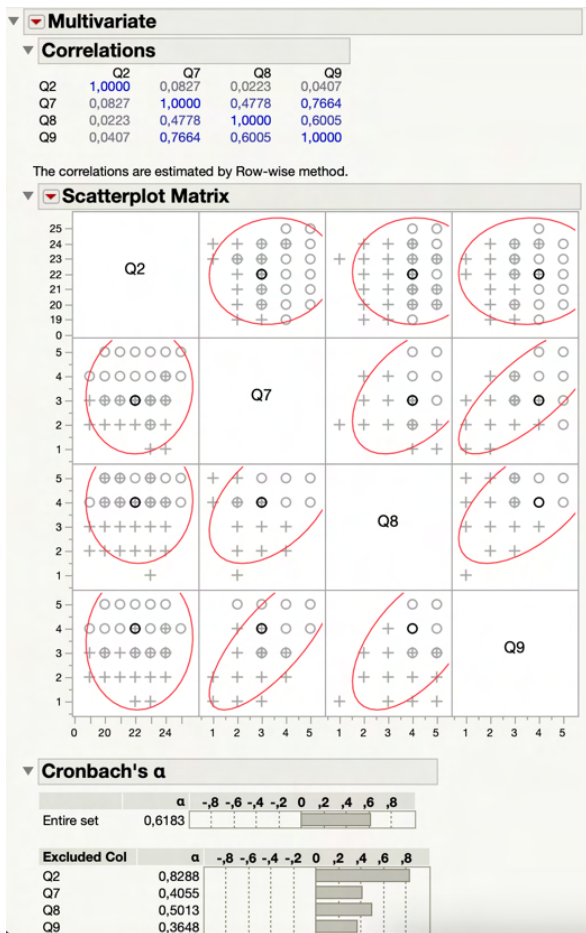 Multivariate
Correlations
Q2 Q7 Q8 Q9
Q2 1,0000 0,0827 0,0223 0,0407
Q7 0,0827 1,0000 0,4778 0,7664
Q8 0,0223 0,4778 1,0000 0,6005
Q9 0,0407 0,7664 0,6005 1,0000
The correlations are estimated by Row-wise method.
Scatterplot Matrix
25
24
23
22
21
20
19
0
Q2
5
4
3
2
1
Q7
5
4
3
2
1
Q8
5
4
3
2
1
Q9
0 20 22 24 1 2 3 4 5 1 2 3 4 5 1 2 3 4 5
Cronbach's α
α -,8 -,6 -,4 -,2 0 ,2 ,4 ,6 ,8
Entire set 0,6183
Excluded Col α -,8 -,6 -,4 -,2 0 ,2 ,4 ,6 ,8
Q2 0,8288
Q7 0,4055
Q8 0,5013
Q9 0,3648